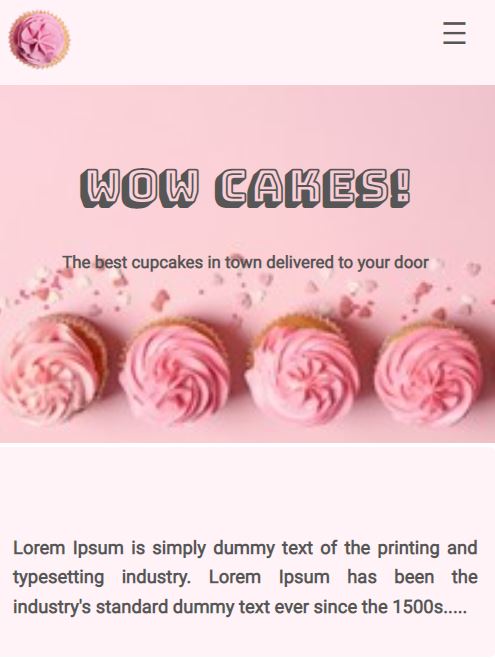 WOW CAKES!
The best cupcakes in town delivered to your door
Lorem Ipsum is simply dummy text of the printing and
typesetting industry. Lorem Ipsum has been the
industry's standard dummy text ever since the 1500s.....